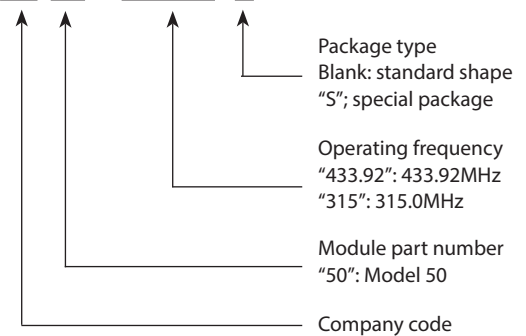 Package type
Blank: standard shape
“S”; special package
Operating frequency
“433.92”: 433.92MHz
“315”: 315.0MHz
Module part number
“50”: Model 50
Company code